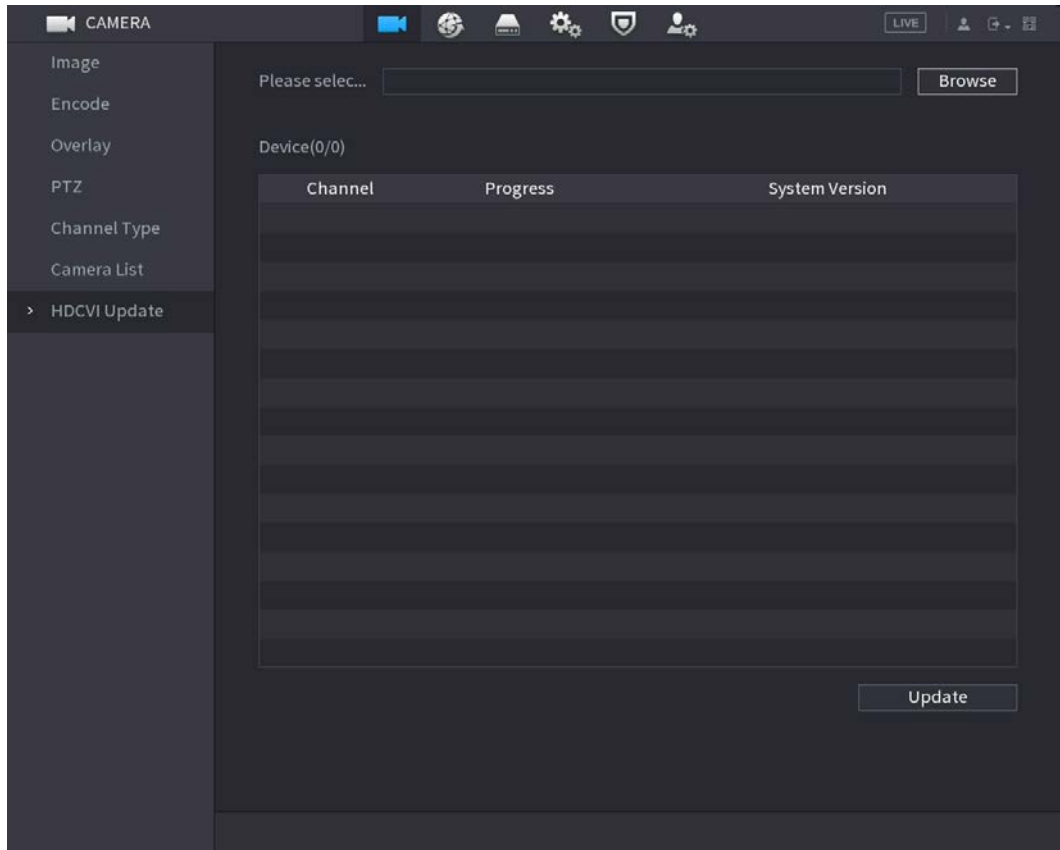 CAMERA
LIVE
Image
Encode
Overlay
PTZ
Channel Type
Camera List
HDCVI Update
Please selec...
Browse
Device(0/0)
Channel Progress System Version
Update